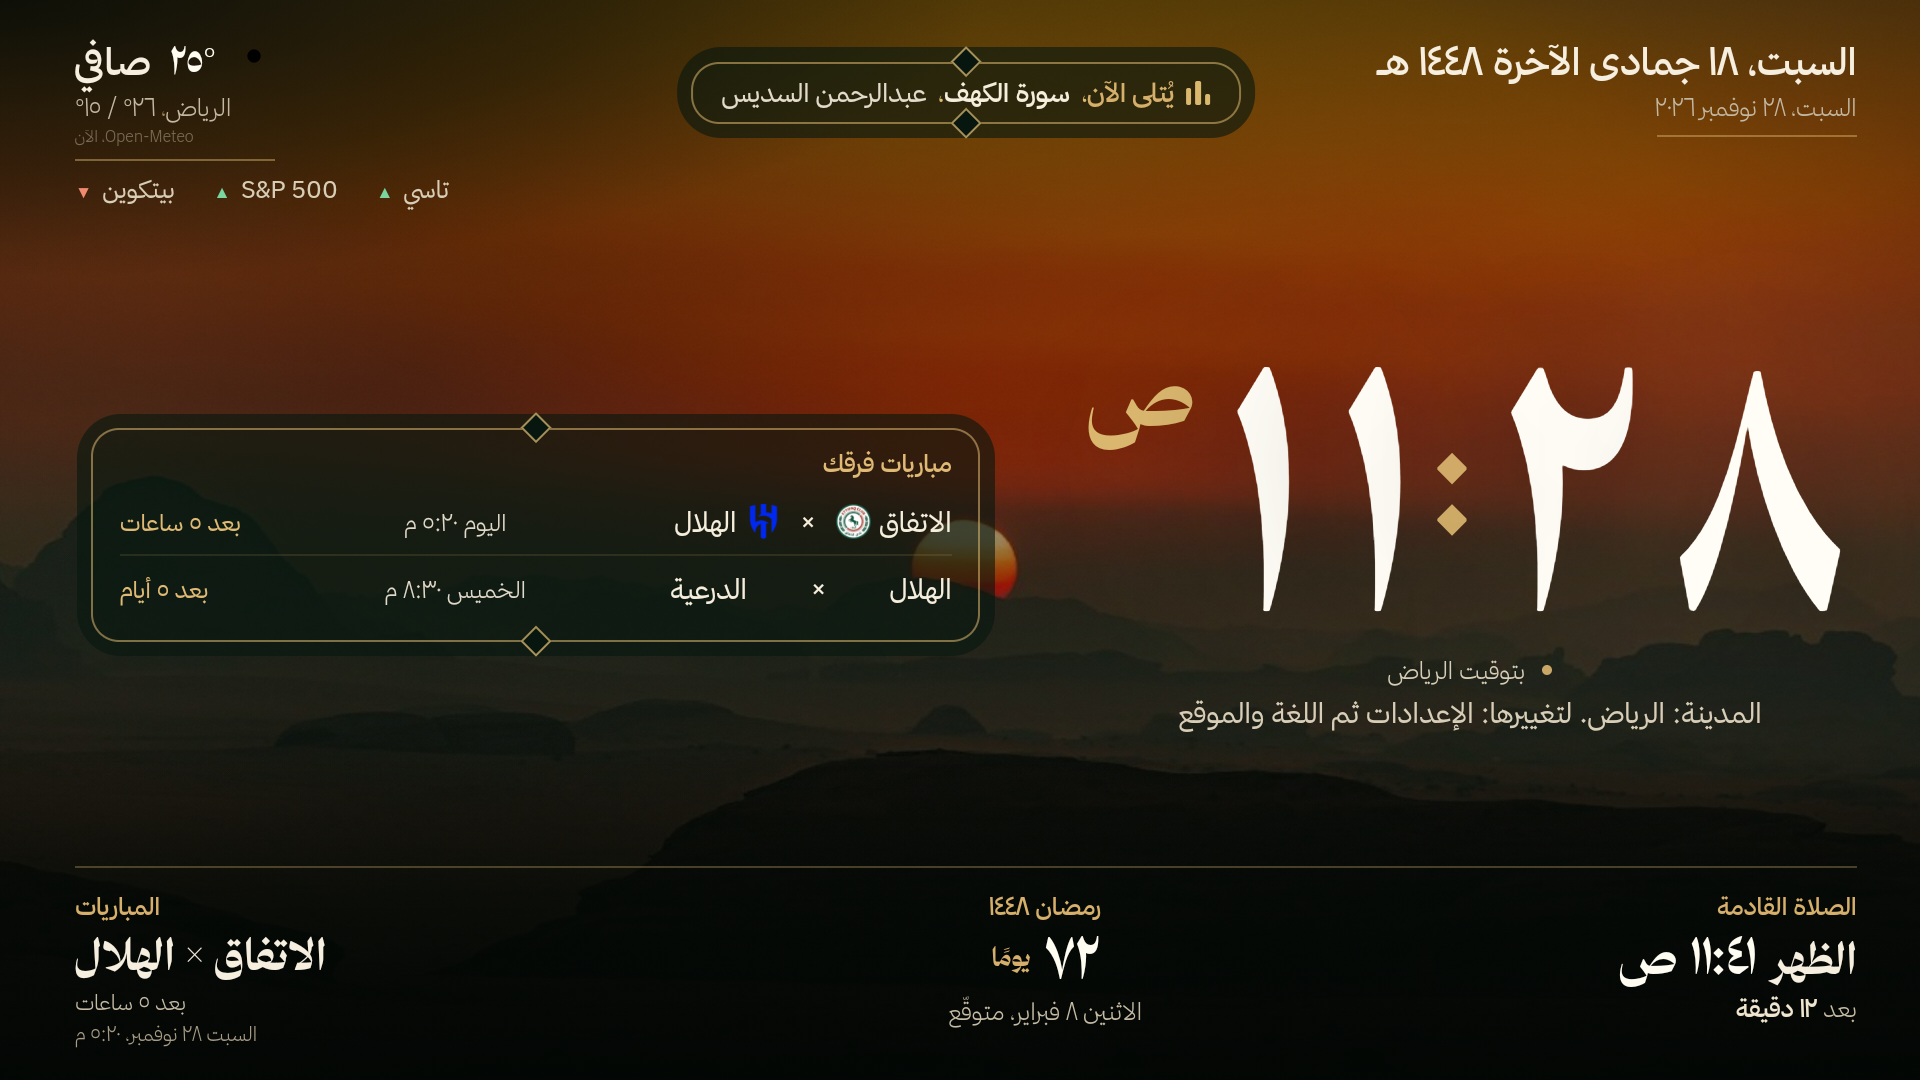 السبت، ١٨ جمادى الآخرة ١٤٤٨ هـ
السبت، ٢٨ نوفمبر ٢٠٢٦
يُتلى الآن، سورة الكهف، عبدالرحمن السديس
٢٥° صافي
الرياض، ٢٦° / ١٥°
Open-Meteo، الآن
تاسي ▲ S&P 500 ▲ بيتكوين ▼
١١:٢٨ ص
بتوقيت الرياض
المدينة: الرياض. لتغييرها: الإعدادات ثم اللغة والموقع
مباريات فرقك
الاتفاق × الهلال اليوم ٥:٢٠ م بعد ٥ ساعات
الهلال × الدرعية الخميس ٨:٣٠ م بعد ٥ أيام
الصلاة القادمة
الظهر ١١:٤١ ص
بعد ١٢ دقيقة
رمضان ١٤٤٨
٧٢ يومًا
الاثنين ٨ فبراير، متوقّع
المباريات
الاتفاق × الهلال
بعد ٥ ساعات
السبت ٢٨ نوفمبر، ٥:٢٠ م